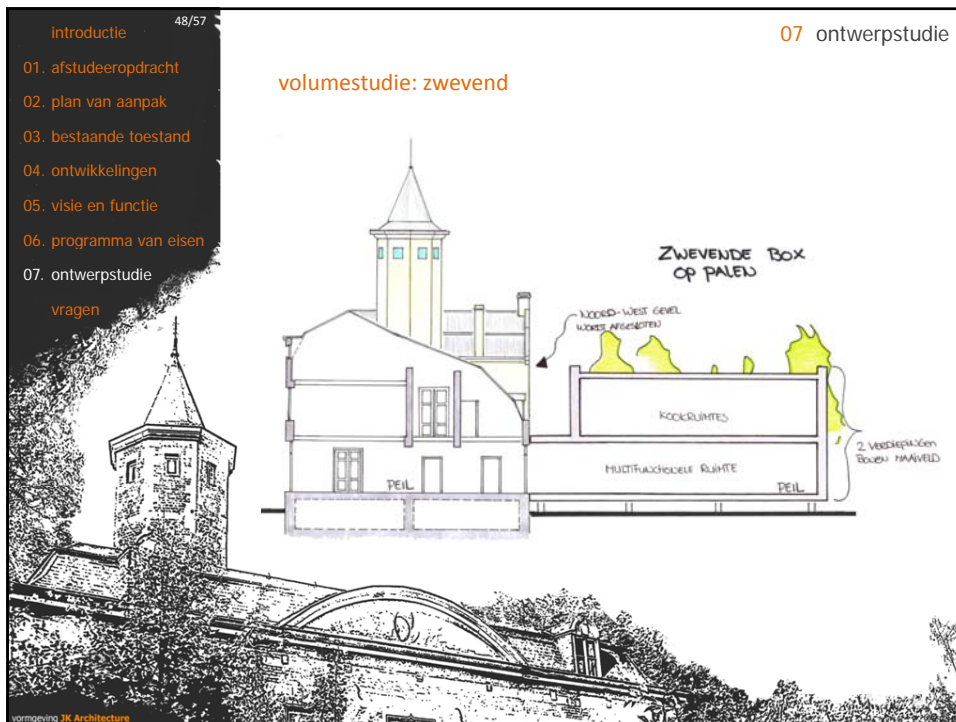 48/57
introductie
01. afstudeeropdracht
02. plan van aanpak
03. bestaande toestand
04. ontwikkelingen
05. visie en functie
06. programma van eisen
07. ontwerpstudie
vragen
07 ontwerpstudie
volumestudie: zwevend
ZWEVENDE BOX
OP PALEN
NOORD-WEST GEVEL
WORDT AFGESLOTEN
KOOKRUIMTES
MULTIFUNCTIONELE RUIMTE
PEIL
PEIL
2 VERDIEPINGEN
BOVEN MAAIVELD
vormgeving JK Architecture